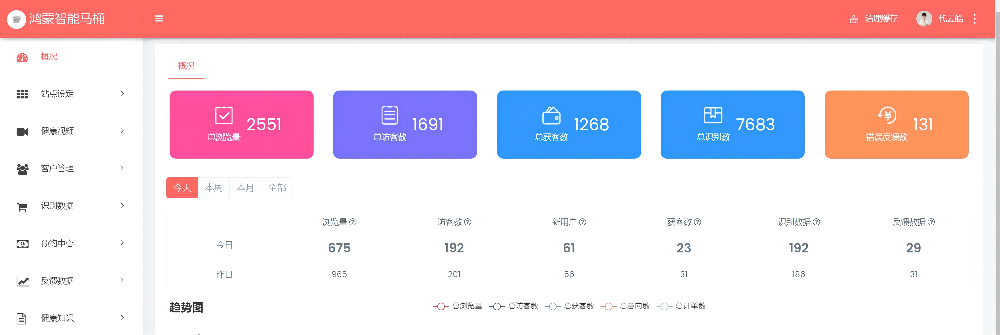 鸿蒙智能马桶
清理缓存
代云皓
概况
站点设定
健康视频
客户管理
识别数据
预约中心
反馈数据
健康知识
概况
2551
总浏览量
1691
总访客数
1268
总获客数
7683
总识别数
131
错误反馈数
今天 本周 本月 全部
浏览量 访客数 新用户 获客数 识别数据 反馈数据
今日 675 192 61 23 192 29
昨日 965 201 56 31 186 31
趋势图
总浏览量 总访客数 总获客数 总意向数 总订单数